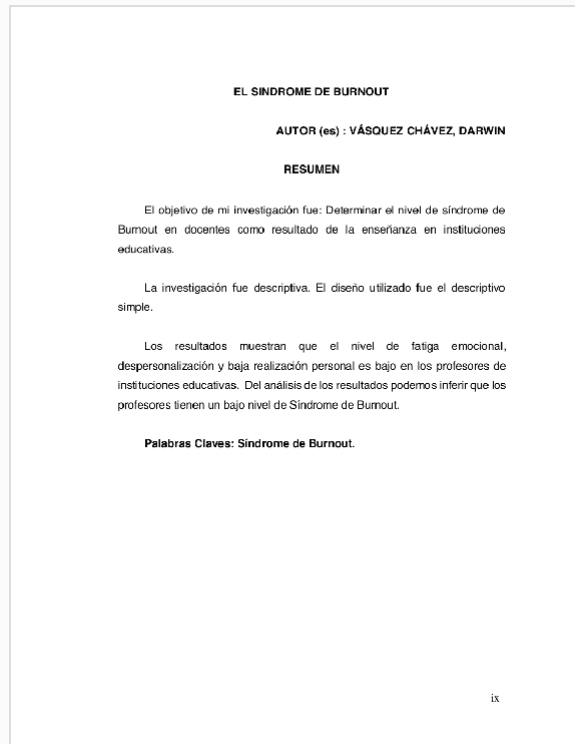 EL SINDROME DE BURNOUT
AUTOR (es) : VÁSQUEZ CHÁVEZ, DARWIN
RESUMEN
El objetivo de mi investigación fue: Determinar el nivel de síndrome de
Burnout en docentes como resultado de la enseñanza en instituciones
educativas.
La investigación fue descriptiva. El diseño utilizado fue el descriptivo
simple.
Los resultados muestran que el nivel de fatiga emocional,
despersonalización y baja realización personal es bajo en los profesores de
instituciones educativas. Del análisis de los resultados podemos inferir que los
profesores tienen un bajo nivel de Síndrome de Burnout.
Palabras Claves: Síndrome de Burnout.
ix